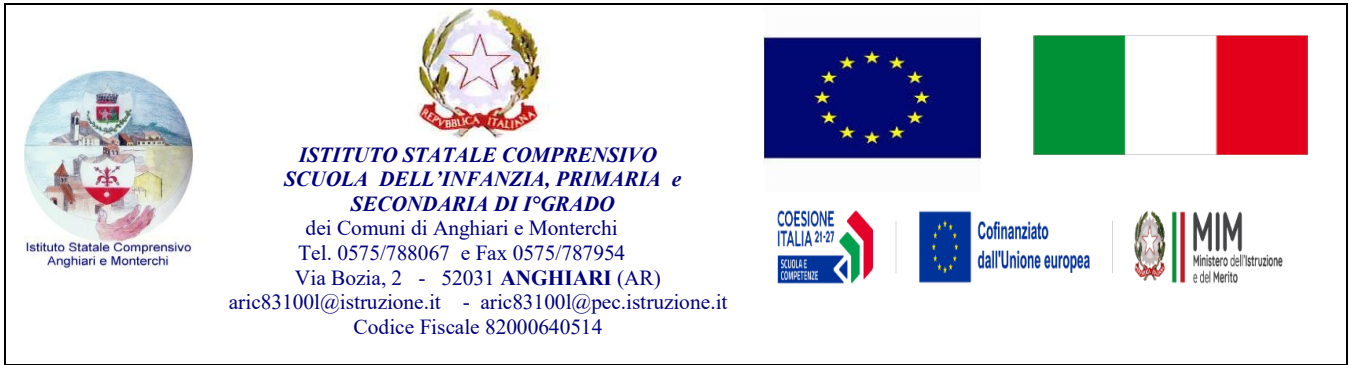 REPVBBLICA ITALIANA
ISTITUTO STATALE COMPRENSIVO
SCUOLA DELL’INFANZIA, PRIMARIA e
SECONDARIA DI I°GRADO
dei Comuni di Anghiari e Monterchi
Tel. 0575/788067 e Fax 0575/787954
Via Bozia, 2 - 52031 ANGHIARI (AR)
aric83100l@istruzione.it - aric83100l@pec.istruzione.it
Codice Fiscale 82000640514
Istituto Statale Comprensivo
Anghiari e Monterchi
COESIONE
ITALIA 21-27
SCUOLA E
COMPETENZE
Cofinanziato
dall'Unione europea
MIM
Ministero dell'Istruzione
e del Merito